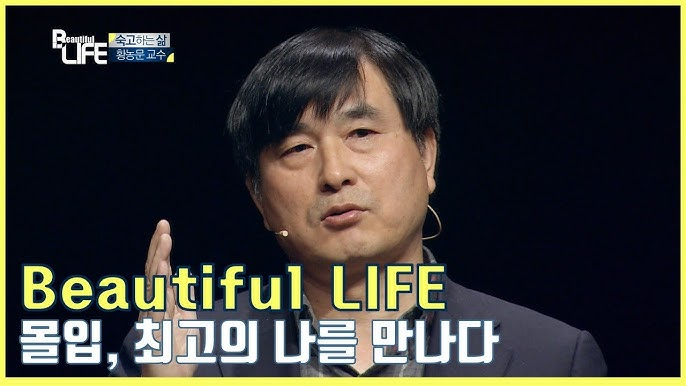 Beautiful
LIFE
숙고하는 삶
황농문 교수
Beautiful LIFE
몰입, 최고의 나를 만나다